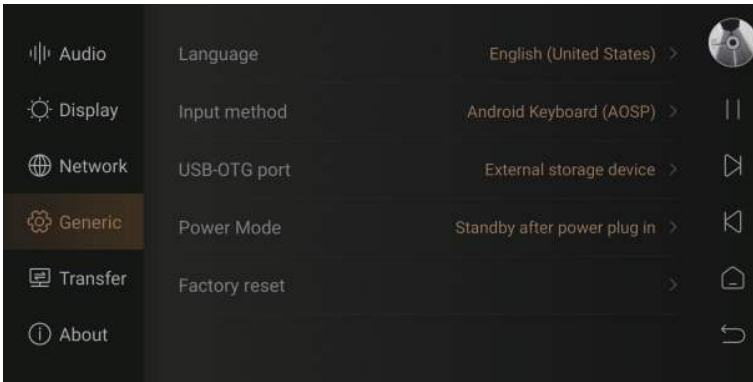 Audio
Display
Network
Generic
Transfer
About
Language English (United States)
Input method Android Keyboard (AOSP)
USB-OTG port External storage device
Power Mode Standby after power plug in
Factory reset